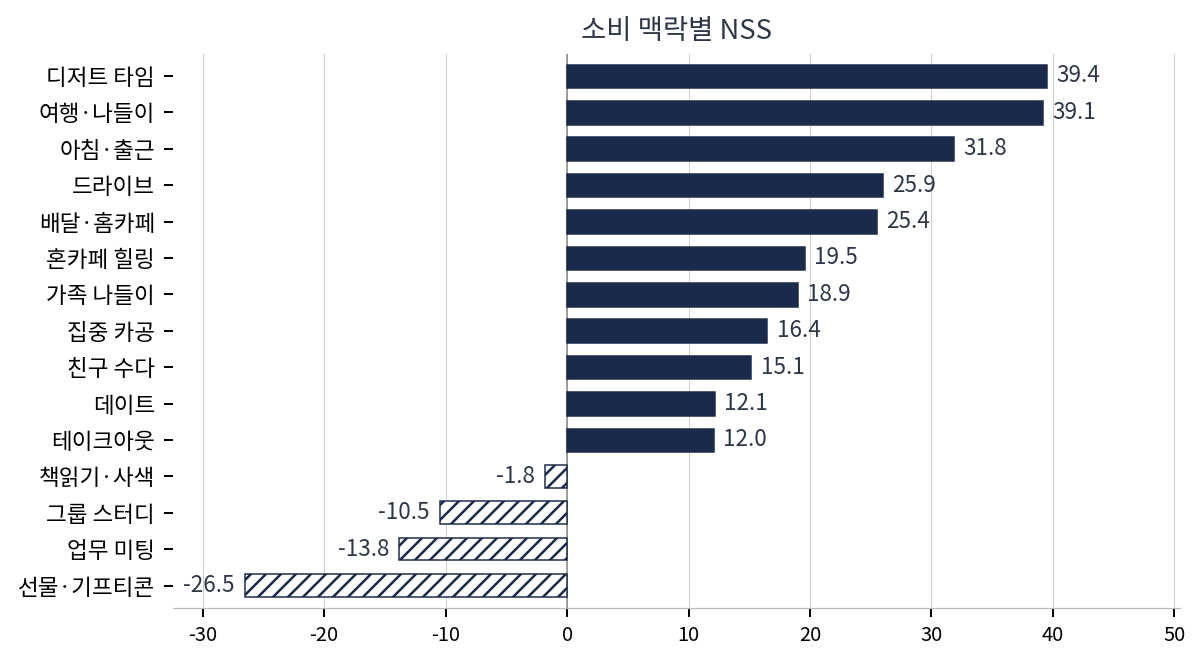 소비 맥락별 NSS
디저트 타임 39.4
여행·나들이 39.1
아침·출근 31.8
드라이브 25.9
배달·홈카페 25.4
혼카페 힐링 19.5
가족 나들이 18.9
집중 카공 16.4
친구 수다 15.1
데이트 12.1
테이크아웃 12.0
책읽기·사색 -1.8
그룹 스터디 -10.5
업무 미팅 -13.8
선물·기프티콘 -26.5
-30 -20 -10 0 10 20 30 40 50